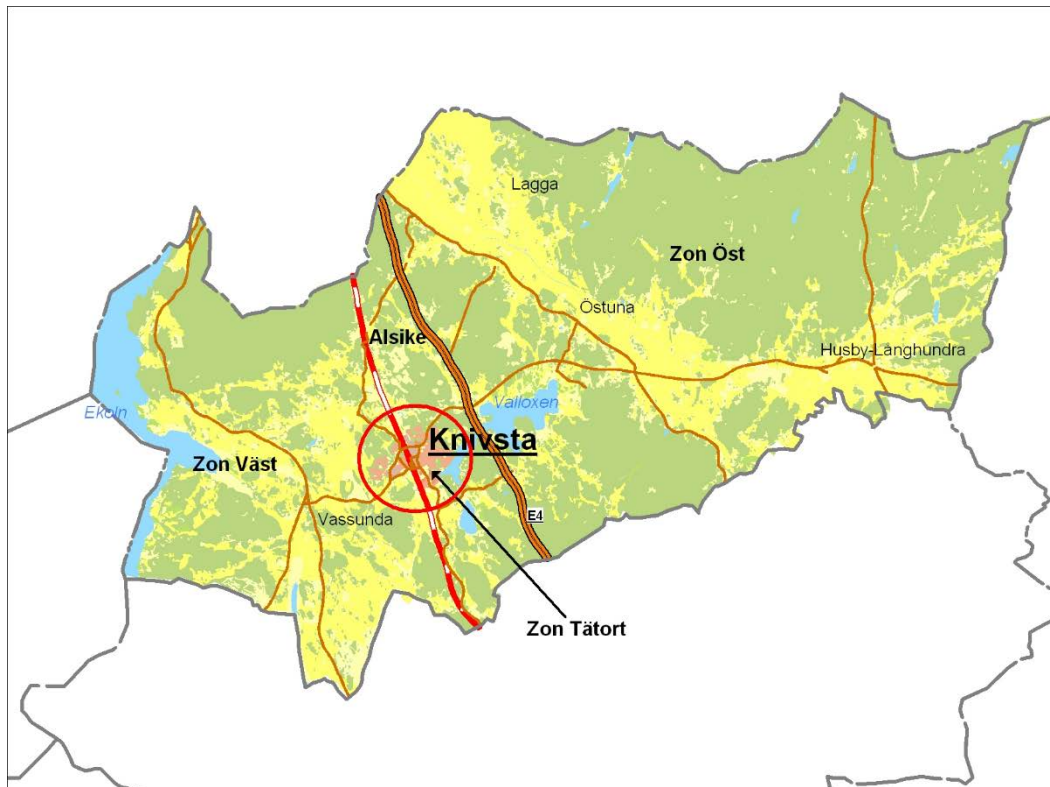 Lagga
Zon Öst
Östuna
Alsike
Husby-Långhundra
Valloxen
Ekoln
Knivsta
Zon Väst
Vassunda
E4
Zon Tätort